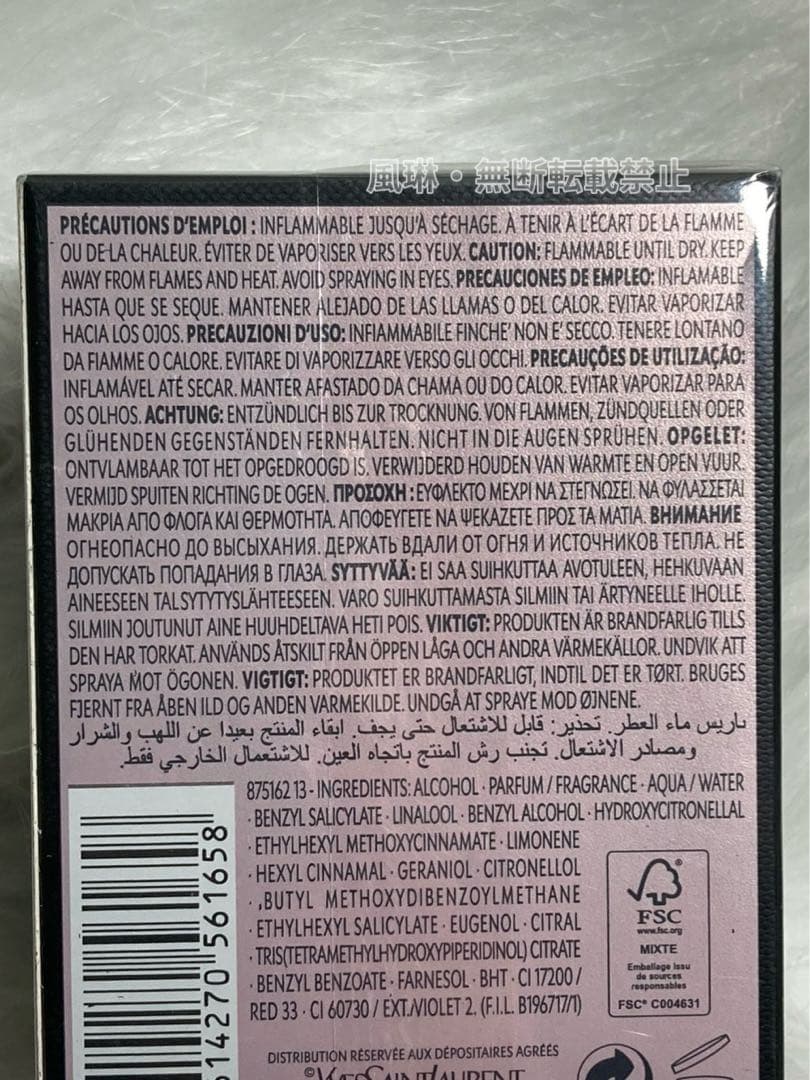 風琳・無断転載禁止
PRÉCAUTIONS D'EMPLOI : INFLAMMABLE JUSQU'À SÉCHAGE. À TENIR À L'ÉCART DE LA FLAMME
OU DE LA CHALEUR. ÉVITER DE VAPORISER VERS LES YEUX. CAUTION: FLAMMABLE UNTIL DRY. KEEP
AWAY FROM FLAMES AND HEAT. AVOID SPRAYING IN EYES. PRECAUCIONES DE EMPLEO: INFLAMABLE
HASTA QUE SE SEQUE. MANTENER ALEJADO DE LAS LLAMAS O DEL CALOR. EVITAR VAPORIZAR
HACIA LOS OJOS. PRECAUZIONI D'USO: INFIAMMABILE FINCHE' NON E' SECCO. TENERE LONTANO
DA FIAMME O CALORE. EVITARE DI VAPORIZZARE VERSO GLI OCCHI. PRECAUÇÕES DE UTILIZAÇÃO:
INFLAMÁVEL ATÉ SECAR. MANTER AFASTADO DA CHAMA OU DO CALOR. EVITAR VAPORIZAR PARA
OS OLHOS. ACHTUNG: ENTZÜNDLICH BIS ZUR TROCKNUNG. VON FLAMMEN, ZÜNDQUELLEN ODER
GLÜHENDEN GEGENSTÄNDEN FERNHALTEN. NICHT IN DIE AUGEN SPRÜHEN. OPGELET:
ONTVLAMBAAR TOT HET OPGEDROOGD IS. VERWIJDERD HOUDEN VAN WARMTE EN OPEN VUUR.
VERMIJD SPUITEN RICHTING DE OGEN. ΠΡΟΣΟΧΗ : ΕΥΦΛΕΚΤΟ ΜΕΧΡΙ ΝΑ ΣΤΕΓΝΩΣΕΙ. ΝΑ ΦΥΛΑΣΣΕΤΑΙ
ΜΑΚΡΙΑ ΑΠΟ ΦΛΟΓΑ ΚΑΙ ΘΕΡΜΟΤΗΤΑ. ΑΠΟΦΕΥΓΕΤΕ ΝΑ ΨΕΚΑΖΕΤΕ ΠΡΟΣ ΤΑ ΜΑΤΙΑ. ВНИМАНИЕ
ОГНЕОПАСНО ДО ВЫСЫХАНИЯ. ДЕРЖАТЬ ВДАЛИ ОТ ОГНЯ И ИСТОЧНИКОВ ТЕПЛА. НЕ
ДОПУСКАТЬ ПОПАДАНИЯ В ГЛАЗА. SYTTYVÄÄ: EI SAA SUIHKUTTAA AVOTULEEN, HEHKUVAAN
AINEESEEN TAI SYTYTYSLÄHTEESEEN. VARO SUIHKUTTAMASTA SILMIIN TAI ÄRTYNEELLE IHOLLE.
SILMIIN JOUTUNUT AINE HUUHDELTAVA HETI POIS. VIKTIGT: PRODUKTEN ÄR BRANDFARLIG TILLS
DEN HAR TORKAT. ANVÄNDS ÅTSKILT FRÅN ÖPPEN LÅGA OCH ANDRA VÄRMEKÄLLOR. UNDVIK ATT
SPRAYA MOT ÖGONEN. VIGTIGT: PRODUKTET ER BRANDFARLIGT, INDTIL DET ER TØRT. BRUGES
FJERNT FRA ÅBEN ILD OG ANDEN VARMEKILDE. UNDGÅ AT SPRAYE MOD ØJNENE.
باريس ماء العطر. تحذير: قابل للاشتعال حتى يجف. ابقاء المنتج بعيدا عن اللهب والشرار
ومصادر الاشتعال. تجنب رش المنتج باتجاه العين. للاشتعمال الخارجي فقط.
87516213 - INGREDIENTS: ALCOHOL · PARFUM / FRAGRANCE · AQUA / WATER
· BENZYL SALICYLATE · LINALOOL · BENZYL ALCOHOL · HYDROXYCITRONELLAL
· ETHYLHEXYL METHOXYCINNAMATE · LIMONENE
· HEXYL CINNAMAL · GERANIOL · CITRONELLOL
· BUTYL METHOXYDIBENZOYLMETHANE
· ETHYLHEXYL SALICYLATE · EUGENOL · CITRAL
· TRIS(TETRAMETHYLHYDROXYPIPERIDINOL) CITRATE
· BENZYL BENZOATE · FARNESOL · BHT · CI 17200 /
RED 33 · CI 60730 / EXT. VIOLET 2. (F.I.L. B196717/1)
614270 561658
FSC
www.fsc.org
MIXTE
Emballage issu
de sources
responsables
FSC® C004631
DISTRIBUTION RÉSERVÉE AUX DÉPOSITAIRES AGRÉÉS
©YVESSAINTLAURENT